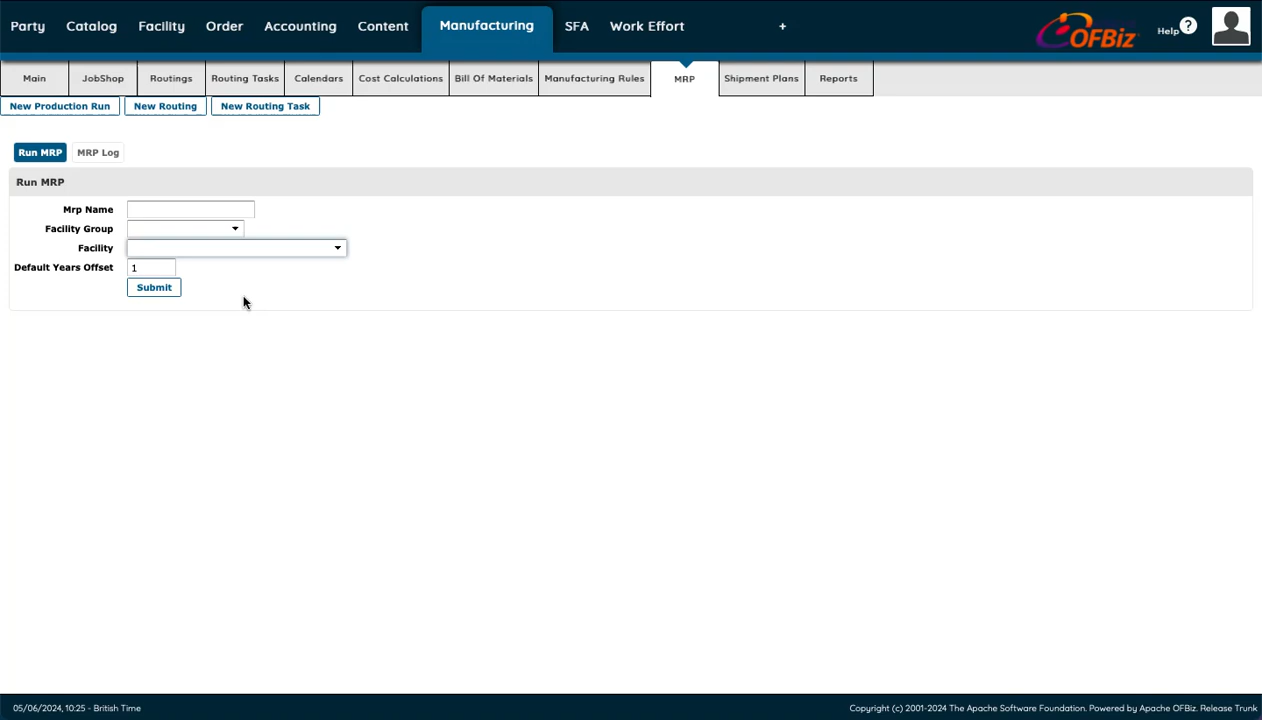 Party Catalog Facility Order Accounting Content Manufacturing SFA Work Effort + OFBiz Help ?
Main JobShop Routings Routing Tasks Calendars Cost Calculations Bill Of Materials Manufacturing Rules MRP Shipment Plans Reports
New Production Run New Routing New Routing Task
Run MRP MRP Log
Run MRP
Mrp Name
Facility Group
Facility
Default Years Offset 1
Submit
05/06/2024, 10:25 - British Time Copyright (c) 2001-2024 The Apache Software Foundation. Powered by Apache OFBiz. Release Trunk